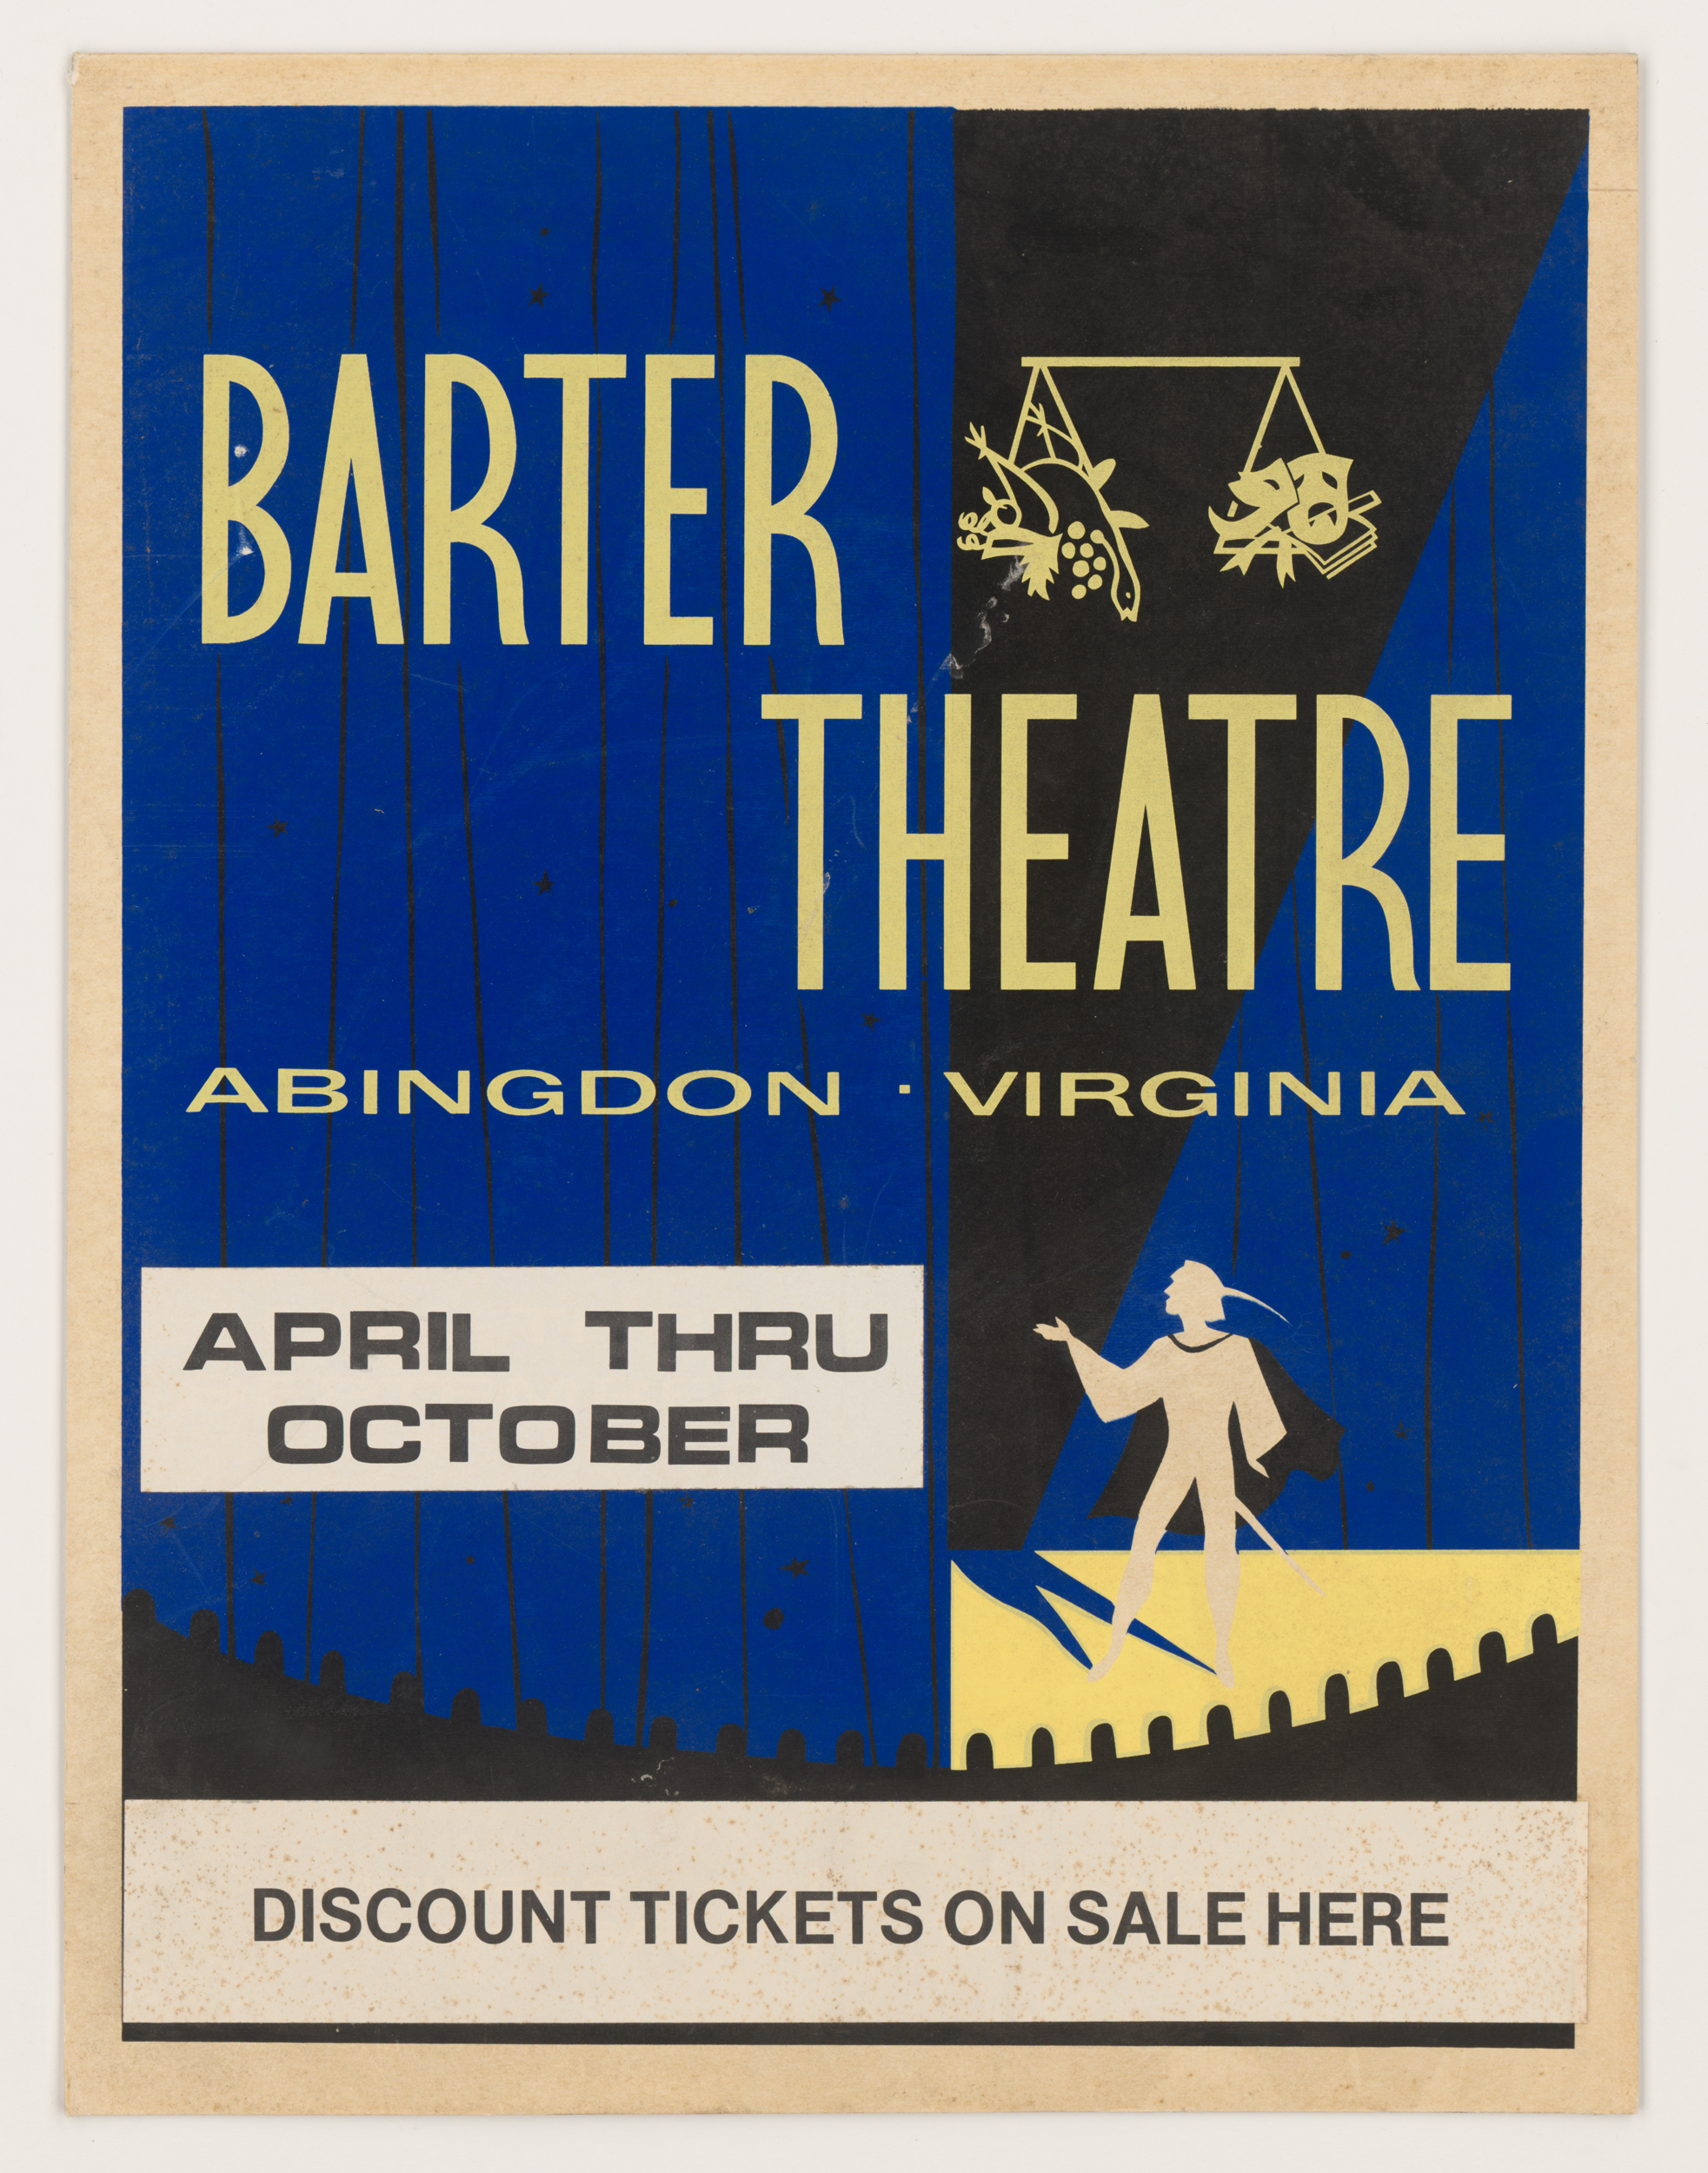 BARTER
THEATRE
ABINGDON · VIRGINIA
APRIL THRU
OCTOBER
DISCOUNT TICKETS ON SALE HERE